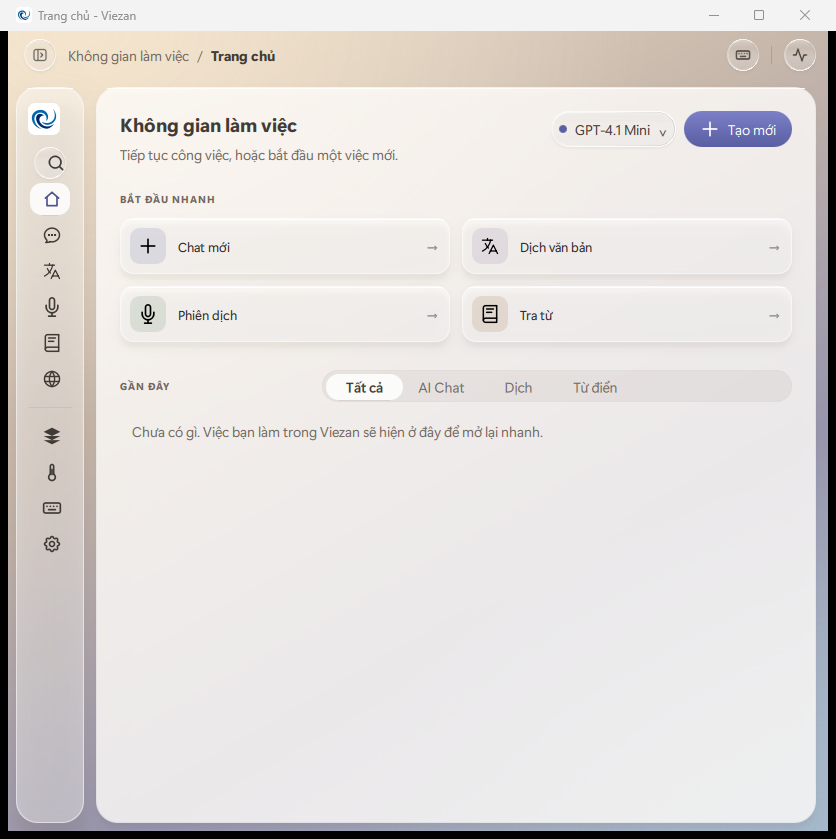 Trang chủ - Viezan
Không gian làm việc / Trang chủ
Không gian làm việc
GPT-4.1 Mini
Tạo mới
Tiếp tục công việc, hoặc bắt đầu một việc mới.
BẮT ĐẦU NHANH
Chat mới
Dịch văn bản
Phiên dịch
Tra từ
GẦN ĐÂY
Tất cả
AI Chat
Dịch
Từ điển
Chưa có gì. Việc bạn làm trong Viezan sẽ hiện ở đây để mở lại nhanh.